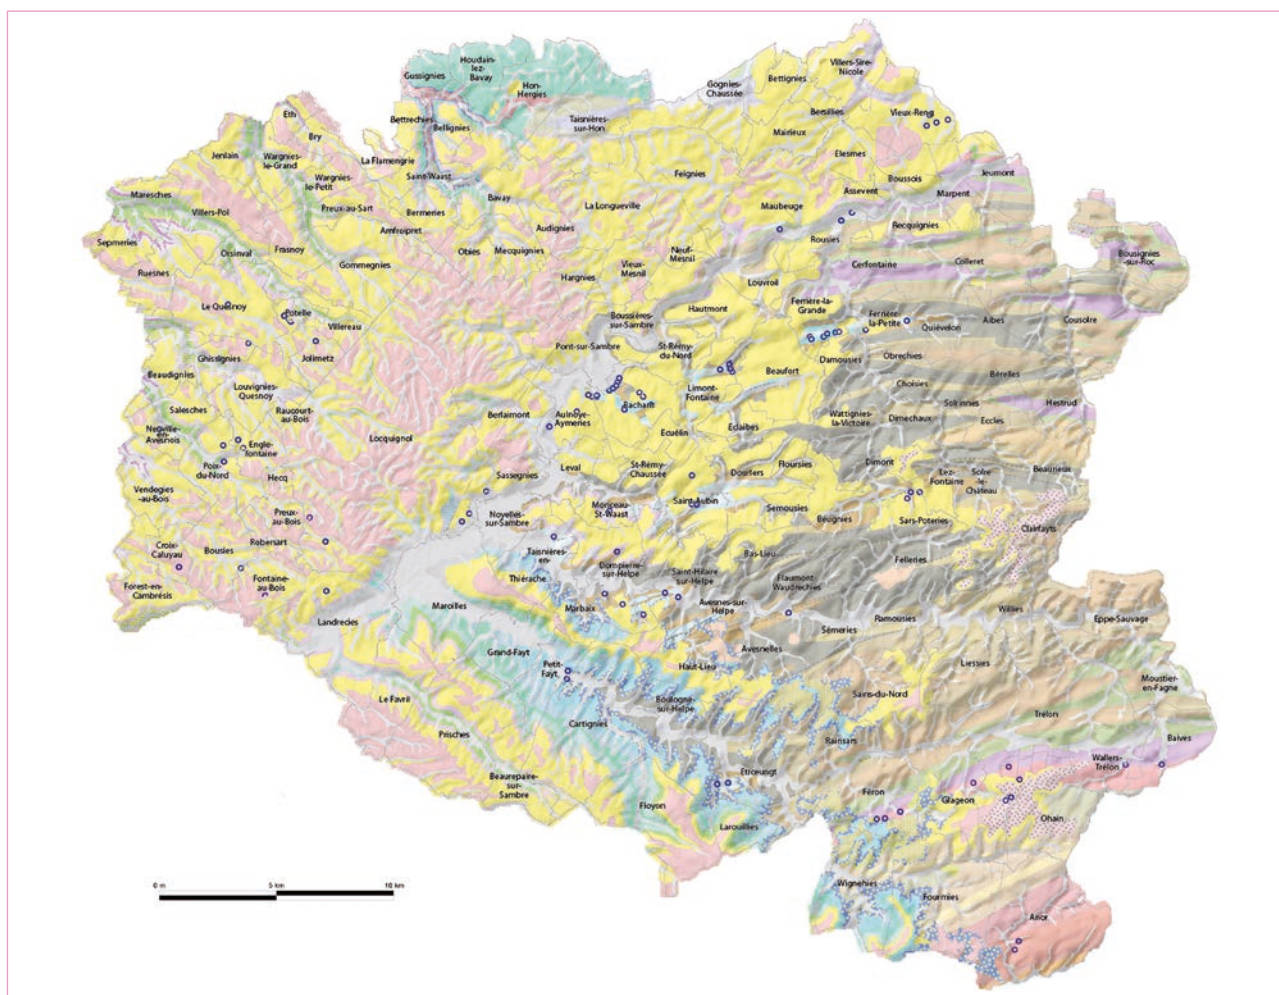 Houdain-
lez-
Bavay
Gussignies
Hon-
Hergies
Gognies-
Chaussée
Bettignies
Villers-Sire-
Nicole
Eth
Bry
Bettrechies
Bellignies
Taisnières-
sur-Hon
Bersillies
Vieux-Reng
Mairieux
Jenlain
Wargnies-
le-Grand
La Flamengrie
Saint-Waast
Feignies
Elesmes
Boussois
Jeumont
Wargnies-
le-Petit
Assevent
Marpent
Maresches
Villers-Pol
Preux-au-Sart
Bermeries
Bavay
La Longueville
Maubeuge
Recquignies
Amfroipret
Audignies
Rousies
Sepmeries
Orsinval
Frasnoy
Obies
Mecquignies
Neuf-
Mesnil
Colleret
Bousignies
-sur-Roc
Ruesnes
Gommegnies
Hargnies
Vieux-
Mesnil
Cerfontaine
Louvroil
Le Quesnoy
Potelle
Villereau
Hautmont
Ferrière-la-
Grande
Ferrière-
la-Petite
Boussières-
sur-Sambre
Quiévelon
Aibes
Cousolre
Ghissignies
Jolimetz
Pont-sur-Sambre
St-Rémy-
du-Nord
Damousies
Obrechies
Beaudignies
Louvignies-
Quesnoy
Beaufort
Bérelles
Limont-
Fontaine
Choisies
Salesches
Raucourt-
au-Bois
Berlaimont
Bachant
Aulnoye-
Aymeries
Wattignies-
la-Victoire
Dimechaux
Solrinnes
Hestrud
Eccles
Neuville-
en-
Avesnois
Locquignol
Ecuélin
Eclaibes
Engle-
fontaine
Poix-
du-Nord
Hecq
Sassegnies
Leval
St-Rémy-
Chaussée
Dourlers
Floursies
Dimont
Lez-
Fontaine
Solre
-le-
Château
Beaurieux
Vendegies
-au-Bois
Preux-
au-Bois
Noyelles-
sur-Sambre
Monceau-
St-Waast
Saint-Aubin
Semousies
Beugnies
Sars-Poteries
Clairfayts
Croix-
Caluyau
Bousies
Robersart
Taisnières-
en-
Thiérache
Dompierre-
sur-Helpe
Saint-Hilaire
-sur-Helpe
Bas-Lieu
Felleries
Forest-en-
Cambrésis
Fontaine-
au-Bois
Flaumont-
Waudrechies
Landrecies
Maroilles
Marbaix
Avesnes-sur-
Helpe
Ramousies
Willies
Eppe-Sauvage
Sémeries
Avesnelles
Grand-Fayt
Petit-
Fayt
Haut-Lieu
Liessies
Moustier-
en-Fagne
Le Favril
Boulogne-
sur-Helpe
Sains-du-Nord
Cartignies
Trélon
Prisches
Rainsars
Baives
Wallers-
Trélon
Beaurepaire-
sur-
Sambre
Etrœungt
Féron
Glageon
Floyon
Ohain
Larouillies
Wignehies
Fourmies
Anor
0 m
5 km
10 km